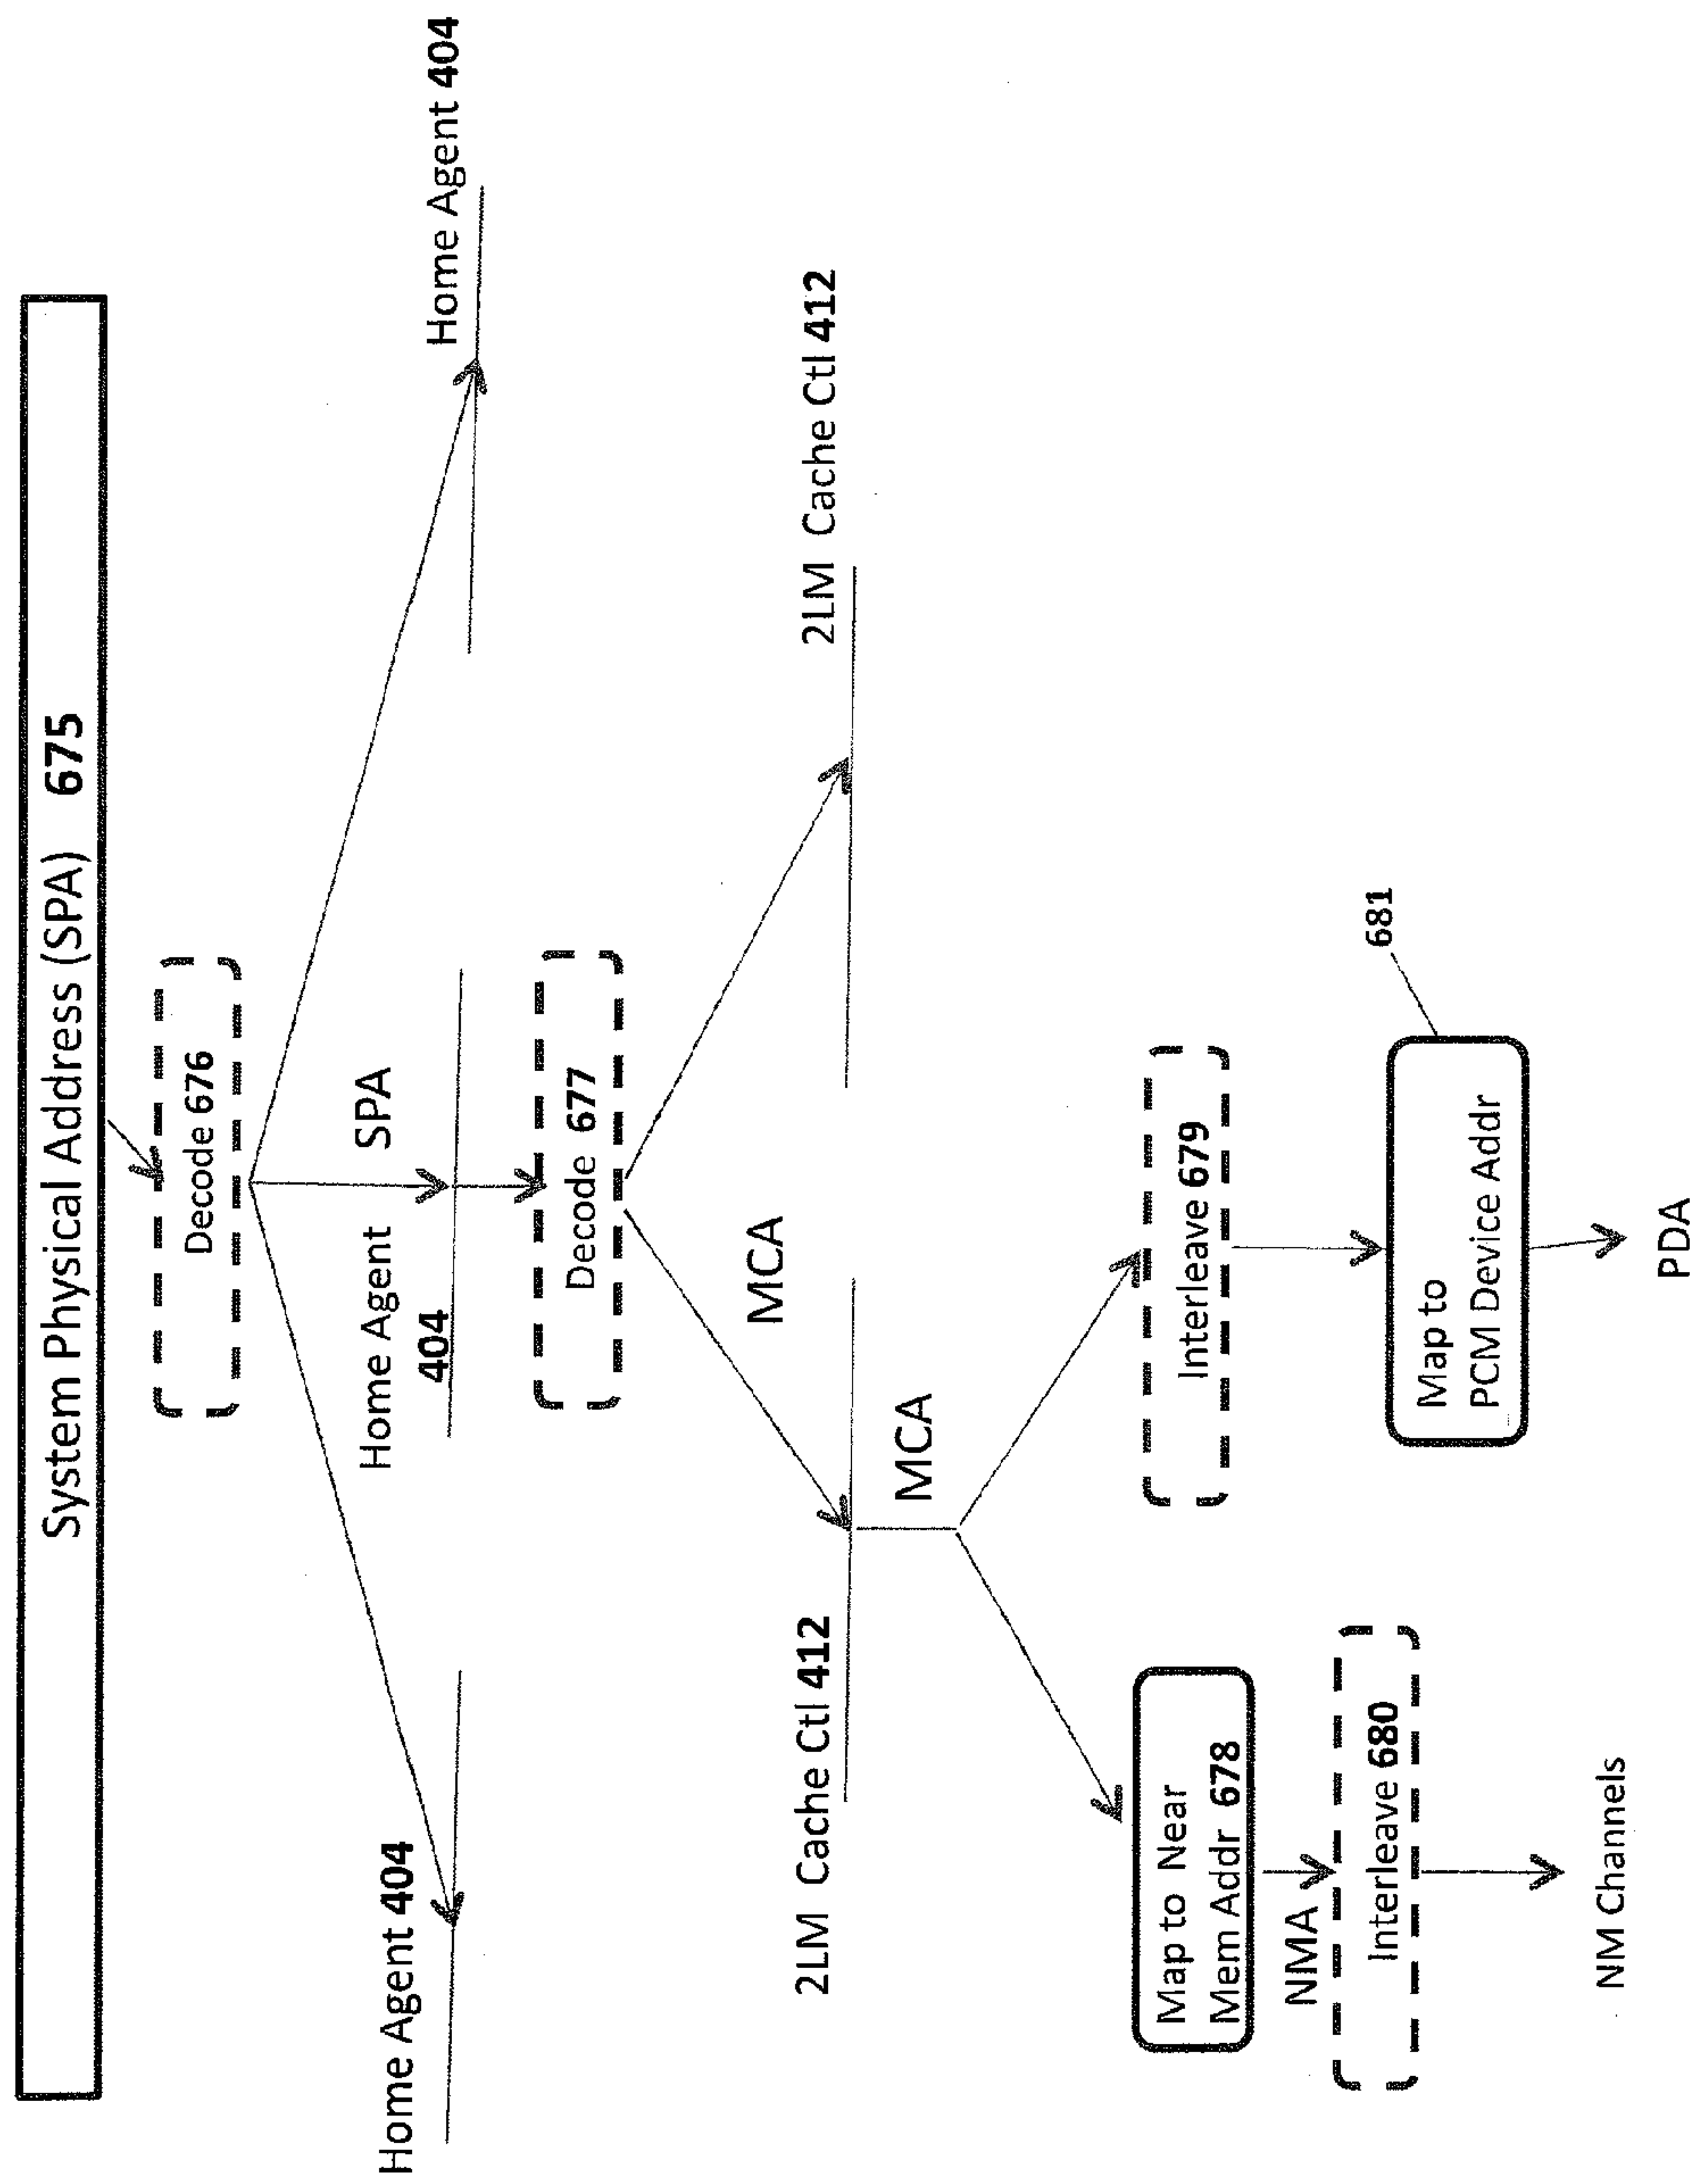 System Physical Address (SPA) 675
Decode 676
Home Agent 404
Home Agent
404
SPA
Home Agent 404
Decode 677
MCA
2LM Cache Ctl 412
2LM Cache Ctl 412
MCA
Map to Near
Mem Addr 678
Interleave 679
NMA
Interleave 680
681
Map to
PCM Device Addr
NM Channels
PDA